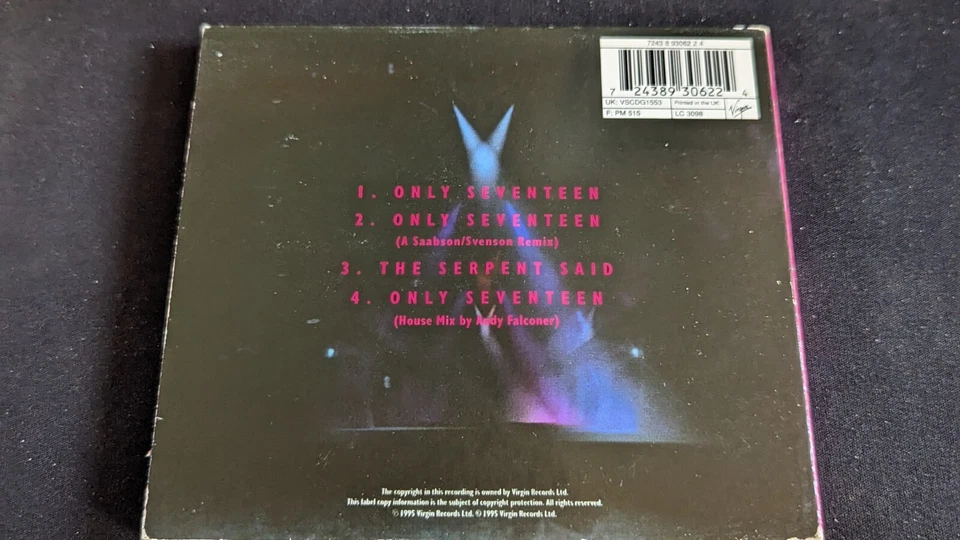 7243 8 93062 2 4
7 24389 30622 4
UK: VSCDG1553 Printed in the UK
F: PM 515 LC 3098
Virgin
1. ONLY SEVENTEEN
2. ONLY SEVENTEEN
(A Saabson/Svenson Remix)
3. THE SERPENT SAID
4. ONLY SEVENTEEN
(House Mix by Andy Falconer)
The copyright in this recording is owned by Virgin Records Ltd.
This label copy information is the subject of copyright protection. All rights reserved.
℗ 1995 Virgin Records Ltd. © 1995 Virgin Records Ltd.